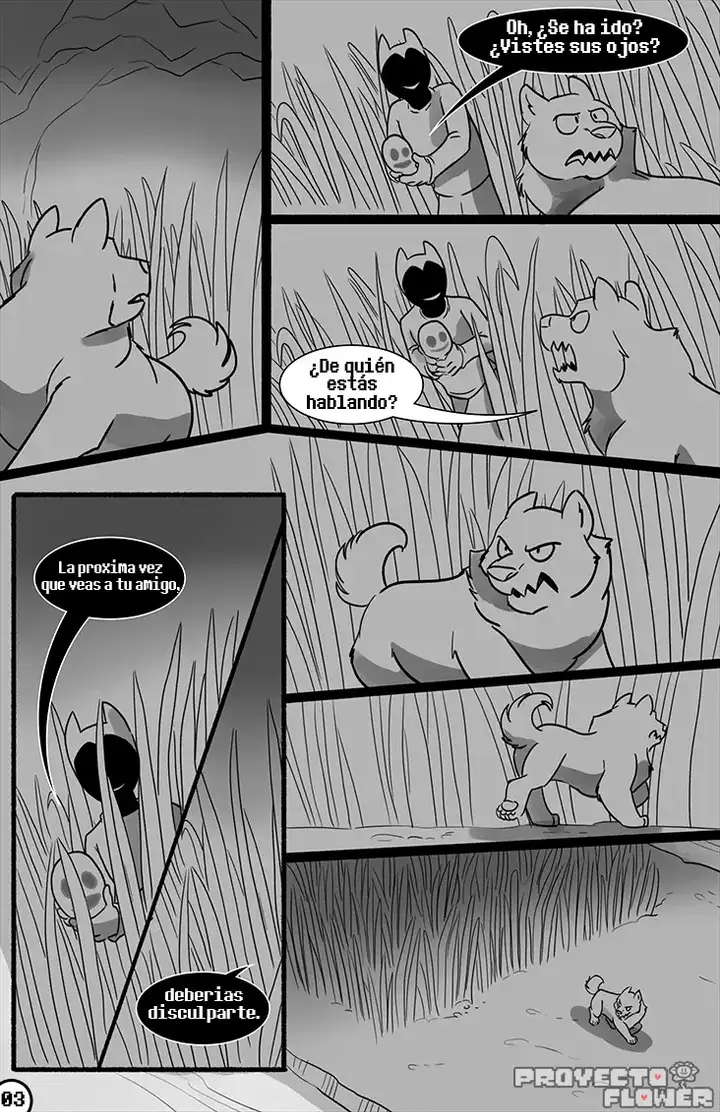 Oh, ¿Se ha ido?
¿Vistes sus ojos?
¿De quién
estás
hablando?
La proxima vez
que veas a tu amigo,
deberias
disculparte.
03
PROYECTO
FLOWER